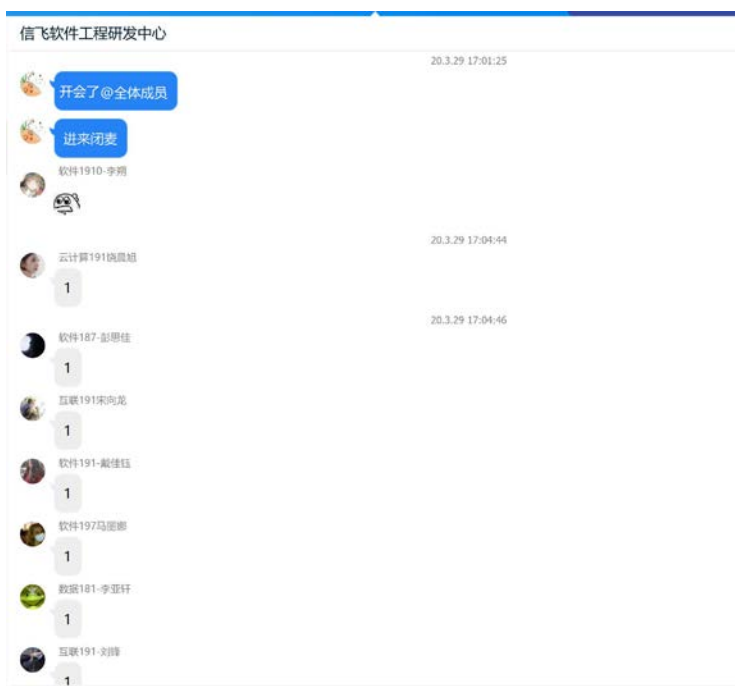 信飞软件工程研发中心
20.3.29 17:01:25
开会了@全体成员
进来闭麦
软件1910-李朔
20.3.29 17:04:44
云计算191饶晨旭
1
20.3.29 17:04:46
软件187-彭思佳
1
互联191宋向龙
1
软件191-戴佳钰
1
软件197马丽娜
1
数据181-李亚轩
1
互联191-刘锋
1